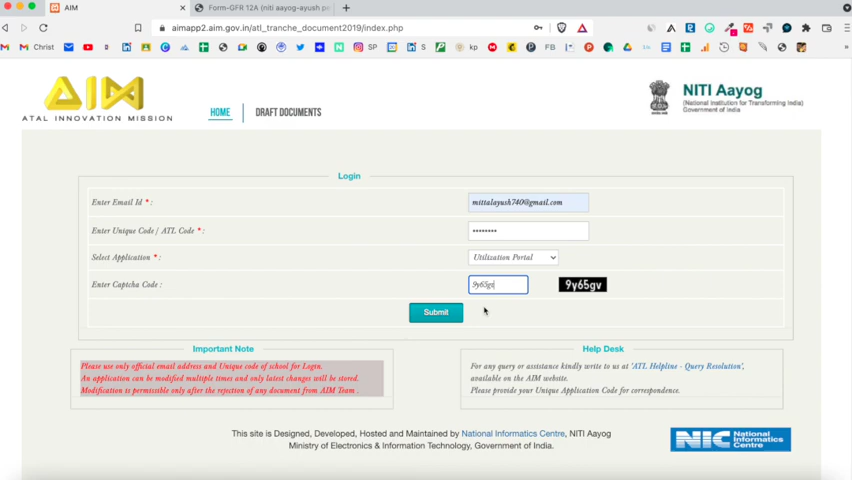 AIM
Form-GFR 12A (niti aayog-ayush pe
aimapp2.aim.gov.in/atl_tranche_document2019/index.php
Christ
SP
S
kp
FB
AIM
ATAL INNOVATION MISSION
HOME
DRAFT DOCUMENTS
NITI Aayog
(National Institution for Transforming India)
Government of India
Login
Enter Email Id * :
mittalayush740@gmail.com
Enter Unique Code / ATL Code * :
••••••••
Select Application * :
Utilization Portal
Enter Captcha Code :
9y65gv
Submit
Important Note
Please use only official email address and Unique code of school for Login.
An application can be modified multiple times and only latest changes will be stored.
Modification is permissible only after the rejection of any document from AIM Team .
Help Desk
For any query or assistance kindly write to us at 'ATL Helpline - Query Resolution',
available on the AIM website.
Please provide your Unique Application Code for correspondence.
This site is Designed, Developed, Hosted and Maintained by National Informatics Centre, NITI Aayog
Ministry of Electronics & Information Technology, Government of India.
NIC
National
Informatics
Centre